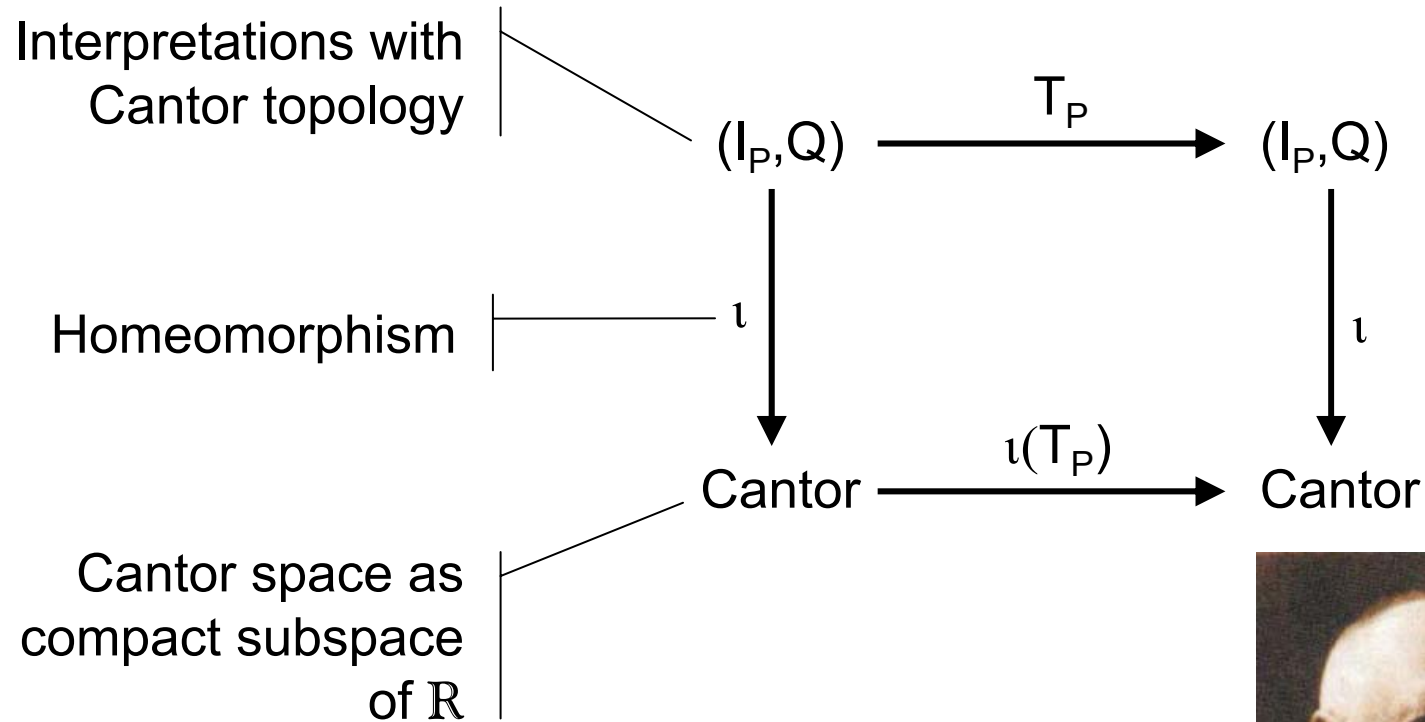 Interpretations with
Cantor topology
(I_P,Q)
T_P
(I_P,Q)
Homeomorphism
ι
ι
Cantor
ι(T_P)
Cantor
Cantor space as
compact subspace
of ℝ